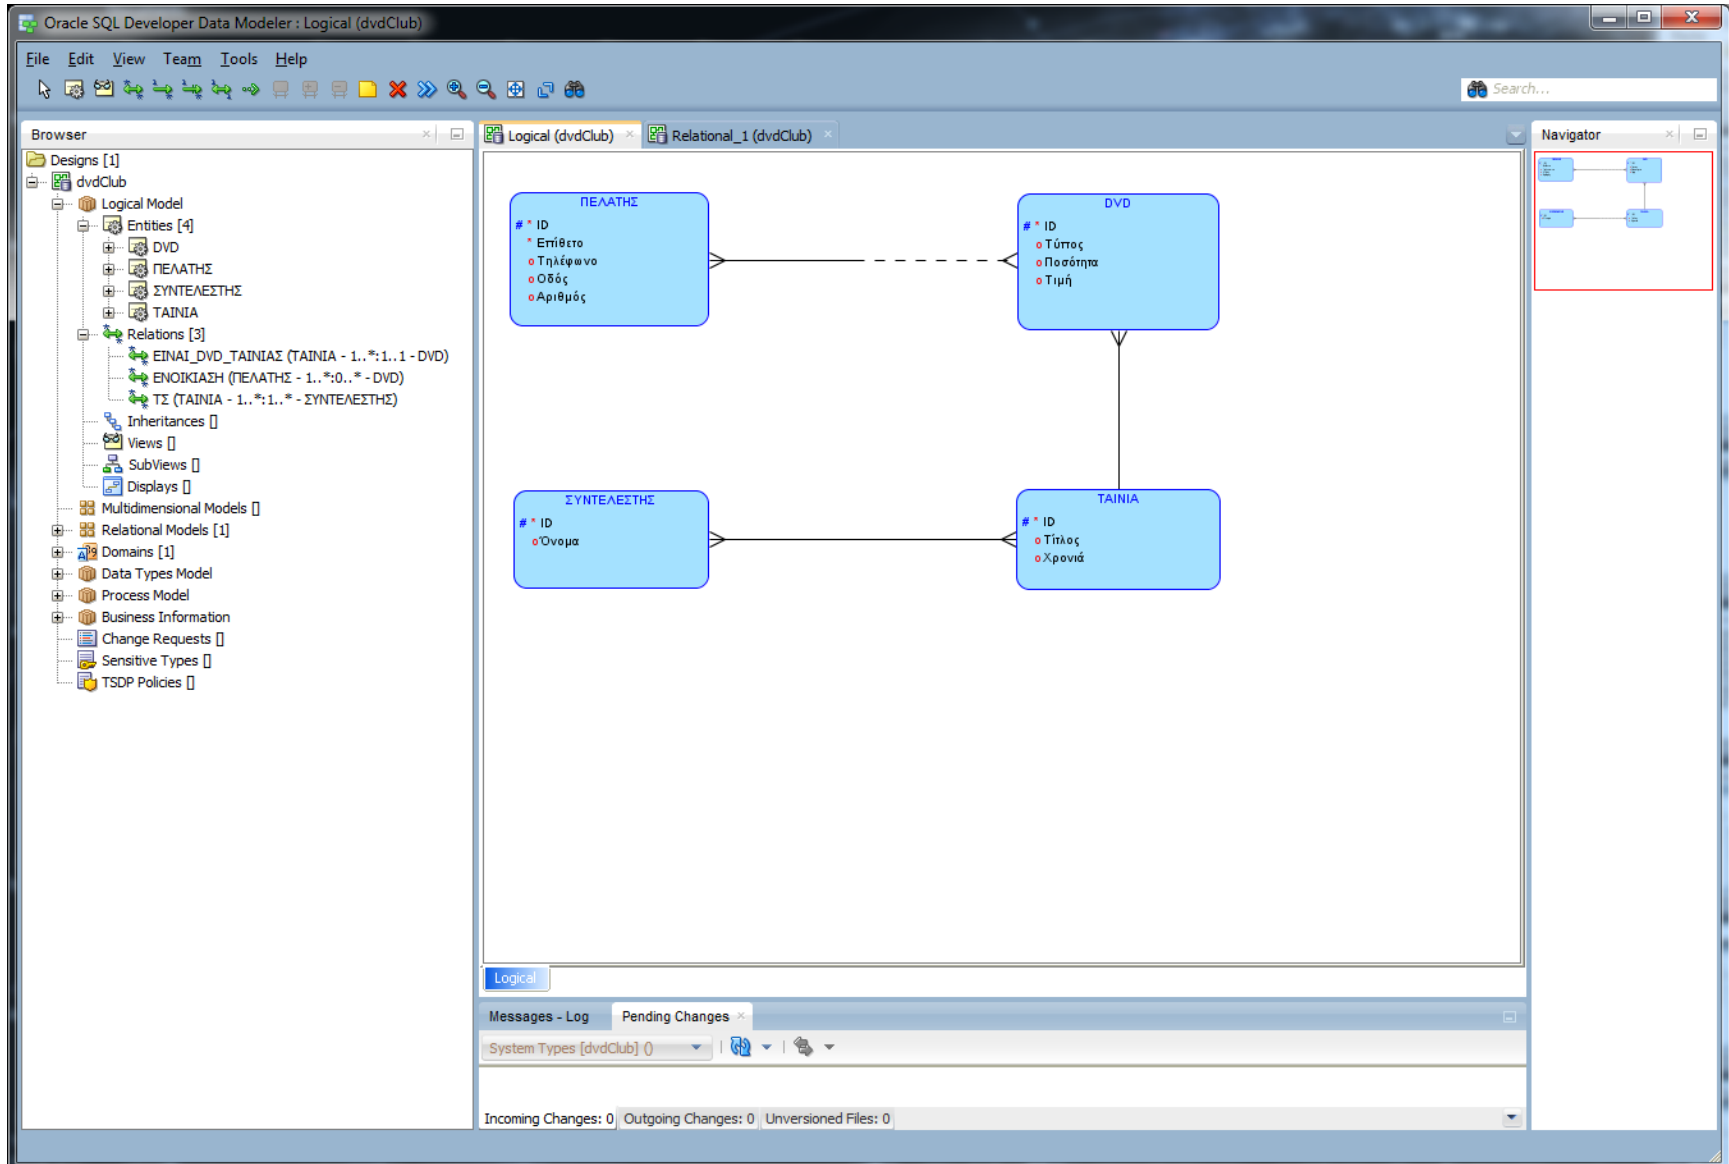 Oracle SQL Developer Data Modeler : Logical (dvdClub)
File Edit View Team Tools Help
Search...
Browser
Designs [1]
dvdClub
Logical Model
Entities [4]
DVD
ΠΕΛΑΤΗΣ
ΣΥΝΤΕΛΕΣΤΗΣ
ΤΑΙΝΙΑ
Relations [3]
ΕΙΝΑΙ_DVD_ΤΑΙΝΙΑΣ (ΤΑΙΝΙΑ - 1..*:1..1 - DVD)
ΕΝΟΙΚΙΑΣΗ (ΠΕΛΑΤΗΣ - 1..*:0..* - DVD)
ΤΣ (ΤΑΙΝΙΑ - 1..*:1..* - ΣΥΝΤΕΛΕΣΤΗΣ)
Inheritances []
Views []
SubViews []
Displays []
Multidimensional Models []
Relational Models [1]
Domains [1]
Data Types Model
Process Model
Business Information
Change Requests []
Sensitive Types []
TSDP Policies []
Logical (dvdClub)
Relational_1 (dvdClub)
ΠΕΛΑΤΗΣ
# * ID
* Επίθετο
o Τηλέφωνο
o Οδός
o Αριθμός
DVD
# * ID
o Τύπος
o Ποσότητα
o Τιμή
ΣΥΝΤΕΛΕΣΤΗΣ
# * ID
o Όνομα
ΤΑΙΝΙΑ
# * ID
o Τίτλος
o Χρονιά
Logical
Messages - Log
Pending Changes
System Types [dvdClub] ()
Incoming Changes: 0 Outgoing Changes: 0 Unversioned Files: 0
Navigator